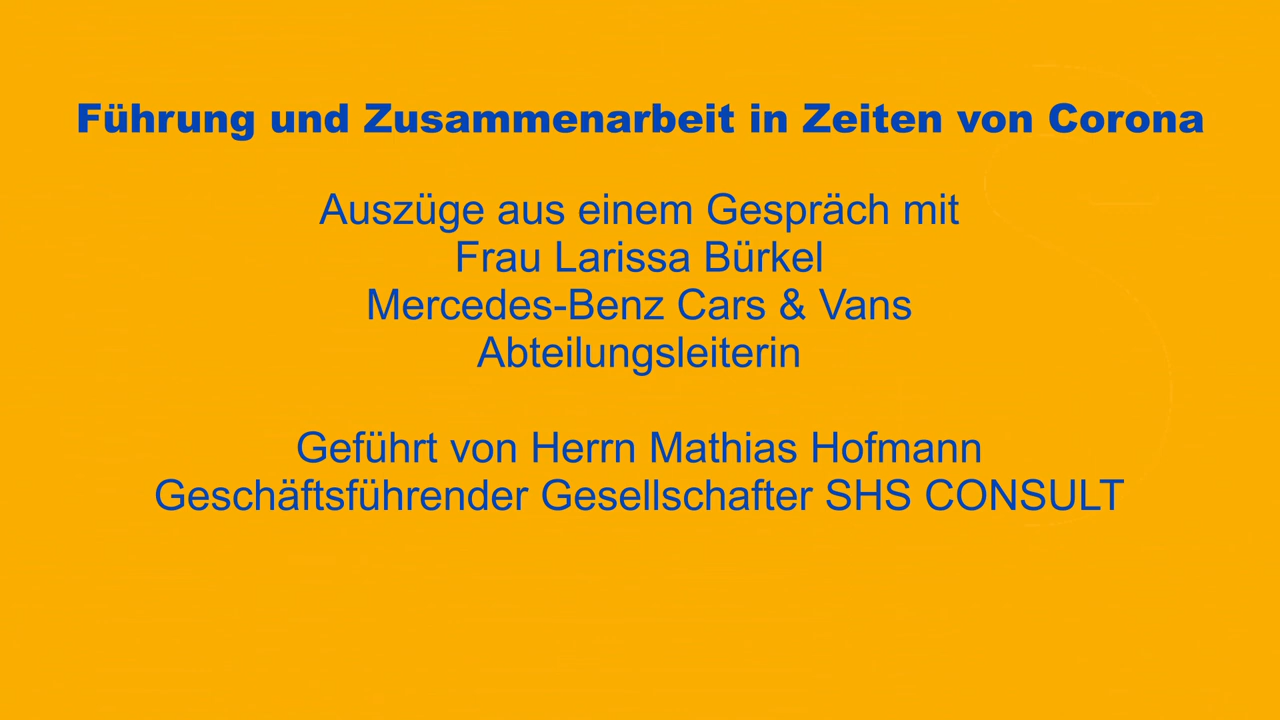 Führung und Zusammenarbeit in Zeiten von Corona
Auszüge aus einem Gespräch mit
Frau Larissa Bürkel
Mercedes-Benz Cars & Vans
Abteilungsleiterin
Geführt von Herrn Mathias Hofmann
Geschäftsführender Gesellschafter SHS CONSULT